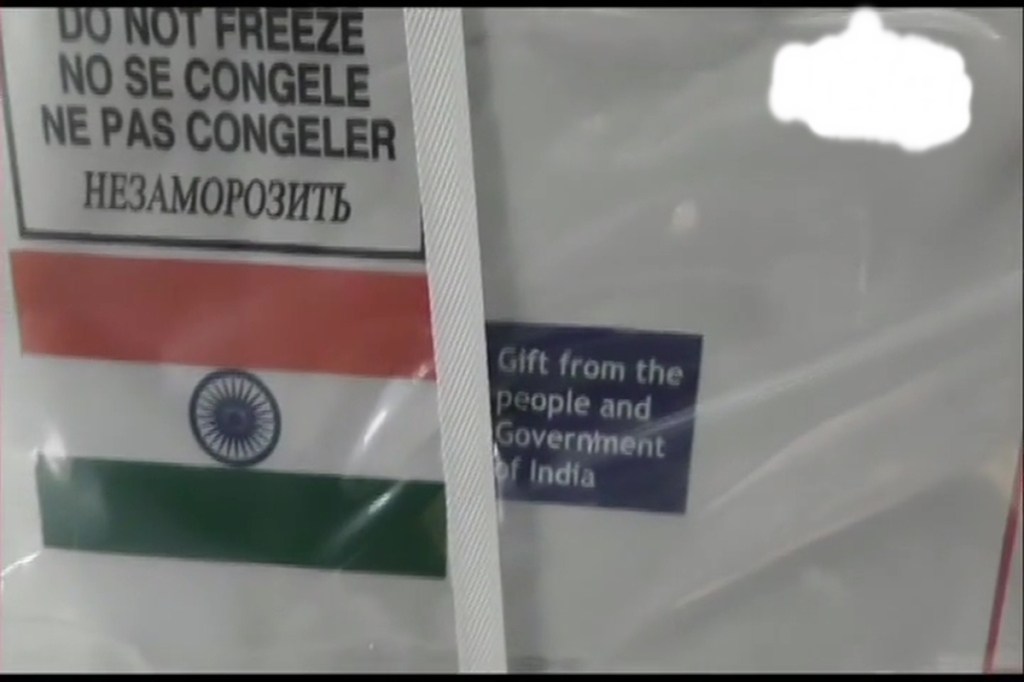 DO NOT FREEZE
NO SE CONGELE
NE PAS CONGELER
НЕЗАМОРОЗИТЬ
Gift from the
people and
Government
of India